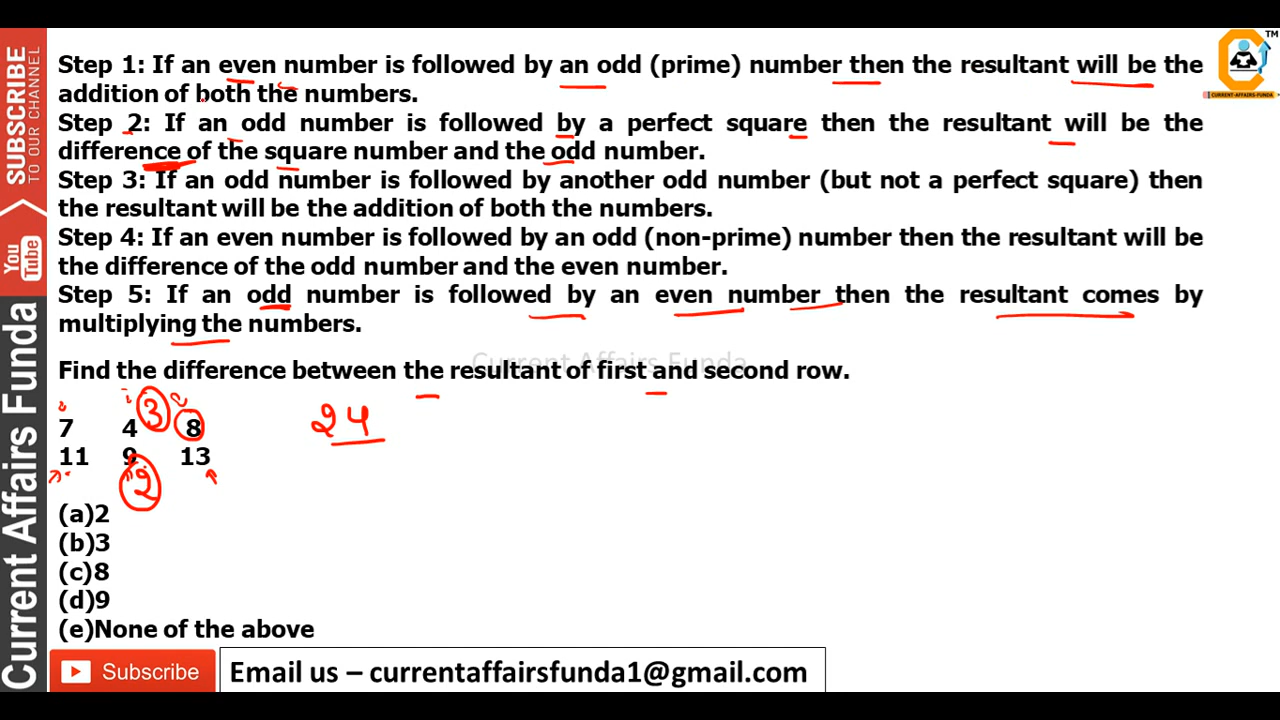 Step 1: If an even number is followed by an odd (prime) number then the resultant will be the
addition of both the numbers.
Step 2: If an odd number is followed by a perfect square then the resultant will be the
difference of the square number and the odd number.
Step 3: If an odd number is followed by another odd number (but not a perfect square) then
the resultant will be the addition of both the numbers.
Step 4: If an even number is followed by an odd (non-prime) number then the resultant will be
the difference of the odd number and the even number.
Step 5: If an odd number is followed by an even number then the resultant comes by
multiplying the numbers.
Current Affairs Funda
Find the difference between the resultant of first and second row.
3
7 4 8
24
11 9 13
2
(a)2
(b)3
(c)8
(d)9
(e)None of the above
Subscribe
Email us – currentaffairsfunda1@gmail.com
SUBSCRIBE
TO OUR CHANNEL
You Tube
Current Affairs Funda
TM
CURRENT-AFFAIRS-FUNDA